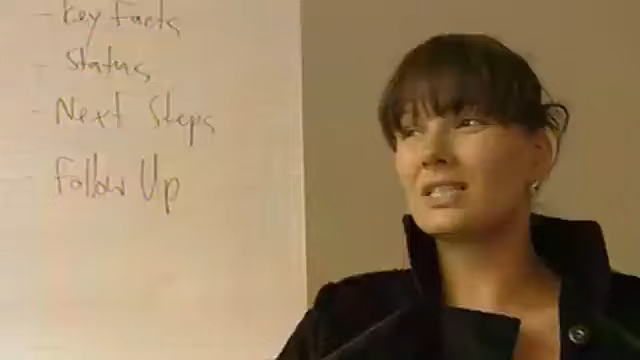 - Key Facts
- Status
- Next Steps
- Follow Up